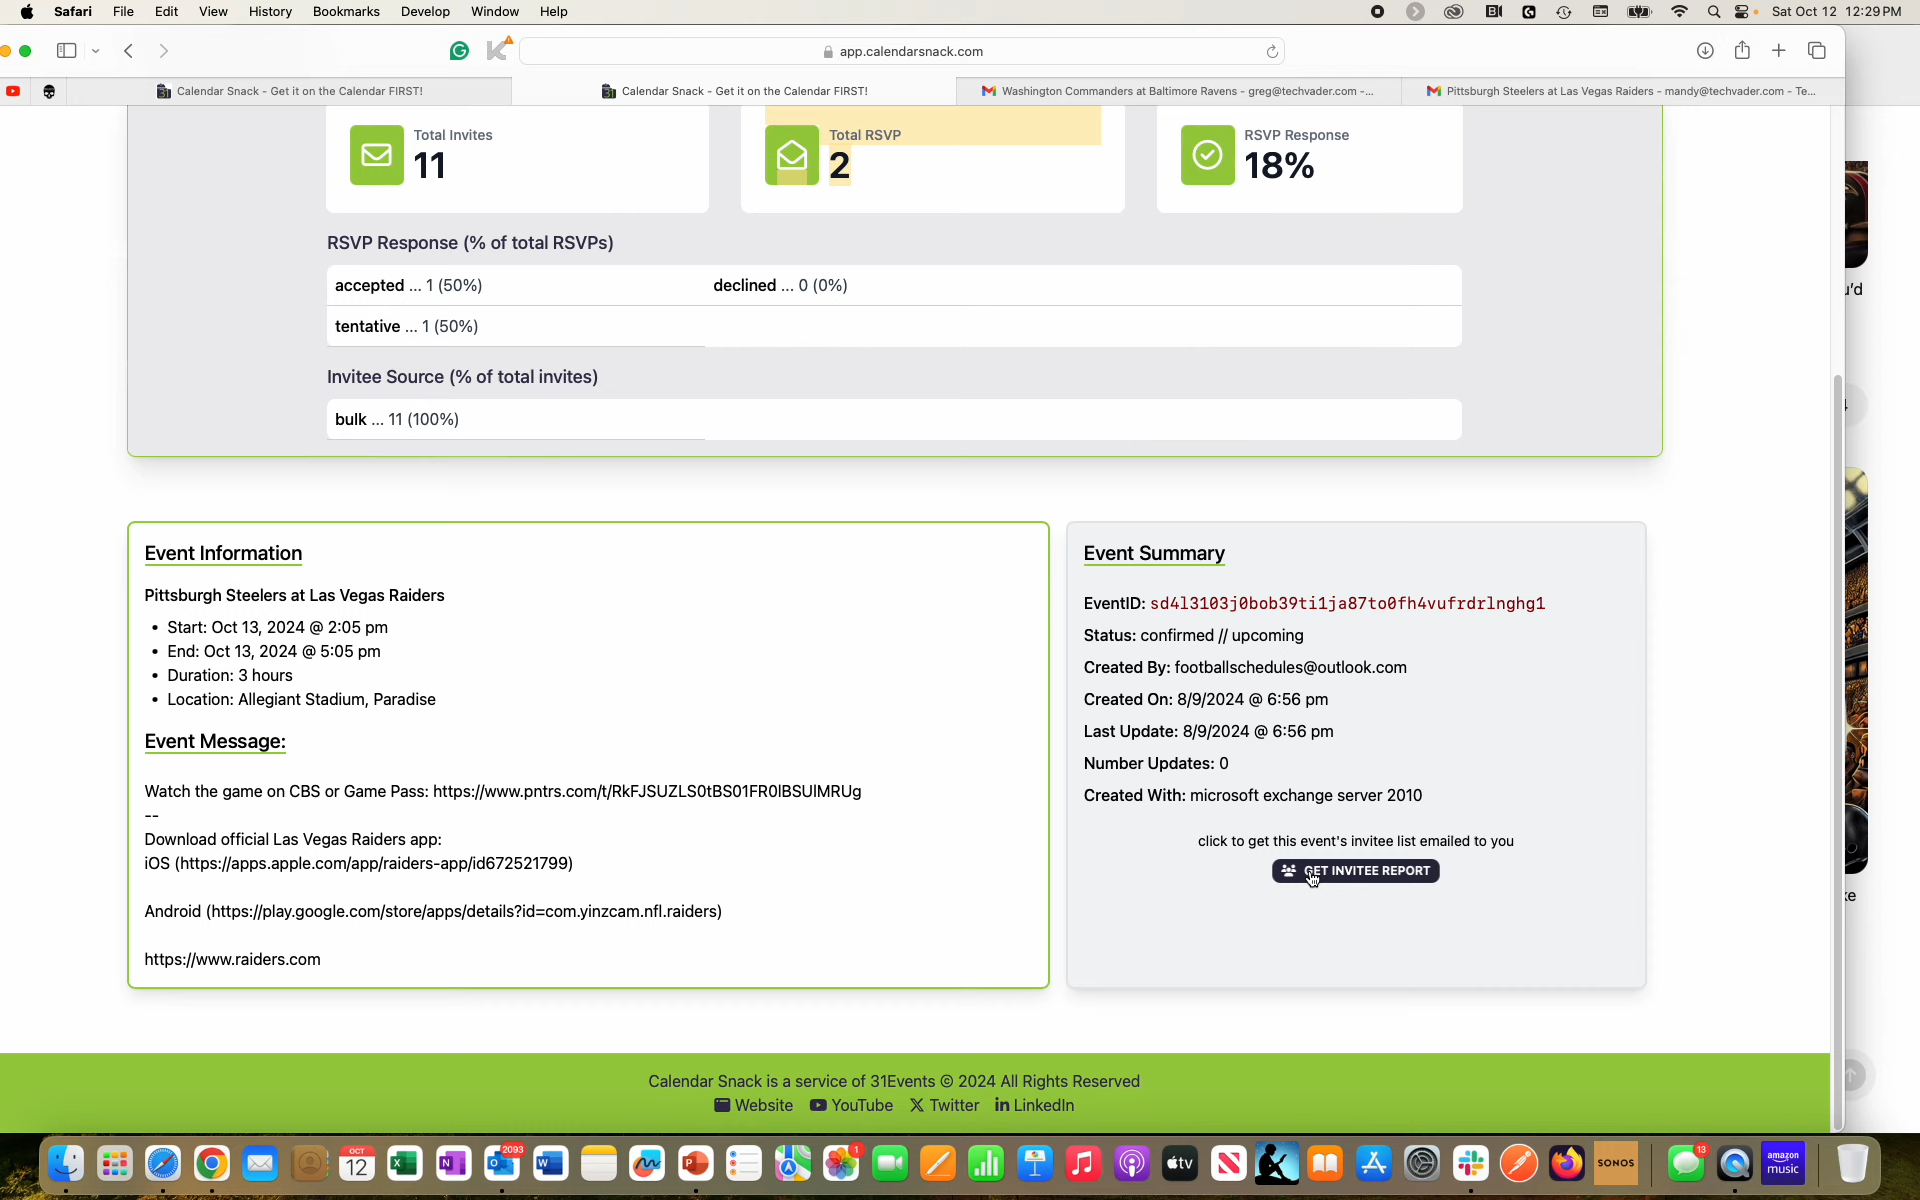 Safari File Edit View History Bookmarks Develop Window Help Sat Oct 12 12:29 PM
app.calendarsnack.com
Calendar Snack - Get it on the Calendar FIRST!
Calendar Snack - Get it on the Calendar FIRST!
Washington Commanders at Baltimore Ravens - greg@techvader.com -...
Pittsburgh Steelers at Las Vegas Raiders - mandy@techvader.com - Te...
Total Invites
11
Total RSVP
2
RSVP Response
18%
RSVP Response (% of total RSVPs)
accepted ... 1 (50%)
declined ... 0 (0%)
tentative ... 1 (50%)
Invitee Source (% of total invites)
bulk ... 11 (100%)
Event Information
Pittsburgh Steelers at Las Vegas Raiders
• Start: Oct 13, 2024 @ 2:05 pm
• End: Oct 13, 2024 @ 5:05 pm
• Duration: 3 hours
• Location: Allegiant Stadium, Paradise
Event Message:
Watch the game on CBS or Game Pass: https://www.pntrs.com/t/RkFJSUZLS0tBS01FR0lBSUlMRUg
--
Download official Las Vegas Raiders app:
iOS (https://apps.apple.com/app/raiders-app/id672521799)
Android (https://play.google.com/store/apps/details?id=com.yinzcam.nfl.raiders)
https://www.raiders.com
Event Summary
EventID: sd4l3103j0bob39ti1ja87to0fh4vufrdrlnghg1
Status: confirmed // upcoming
Created By: footballschedules@outlook.com
Created On: 8/9/2024 @ 6:56 pm
Last Update: 8/9/2024 @ 6:56 pm
Number Updates: 0
Created With: microsoft exchange server 2010
click to get this event's invitee list emailed to you
GET INVITEE REPORT
Calendar Snack is a service of 31Events © 2024 All Rights Reserved
Website YouTube Twitter LinkedIn
OCT
12
2093
1
tv
SONOS
13
amazon
music